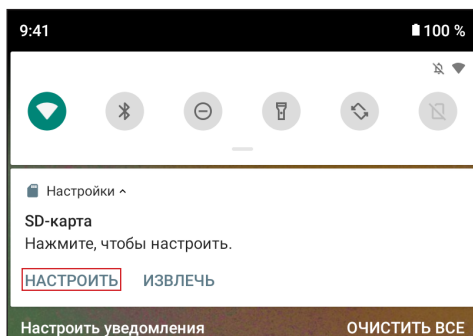 9:41 100 %
Настройки
SD-карта
Нажмите, чтобы настроить.
НАСТРОИТЬ ИЗВЛЕЧЬ
Настроить уведомления ОЧИСТИТЬ ВСЕ